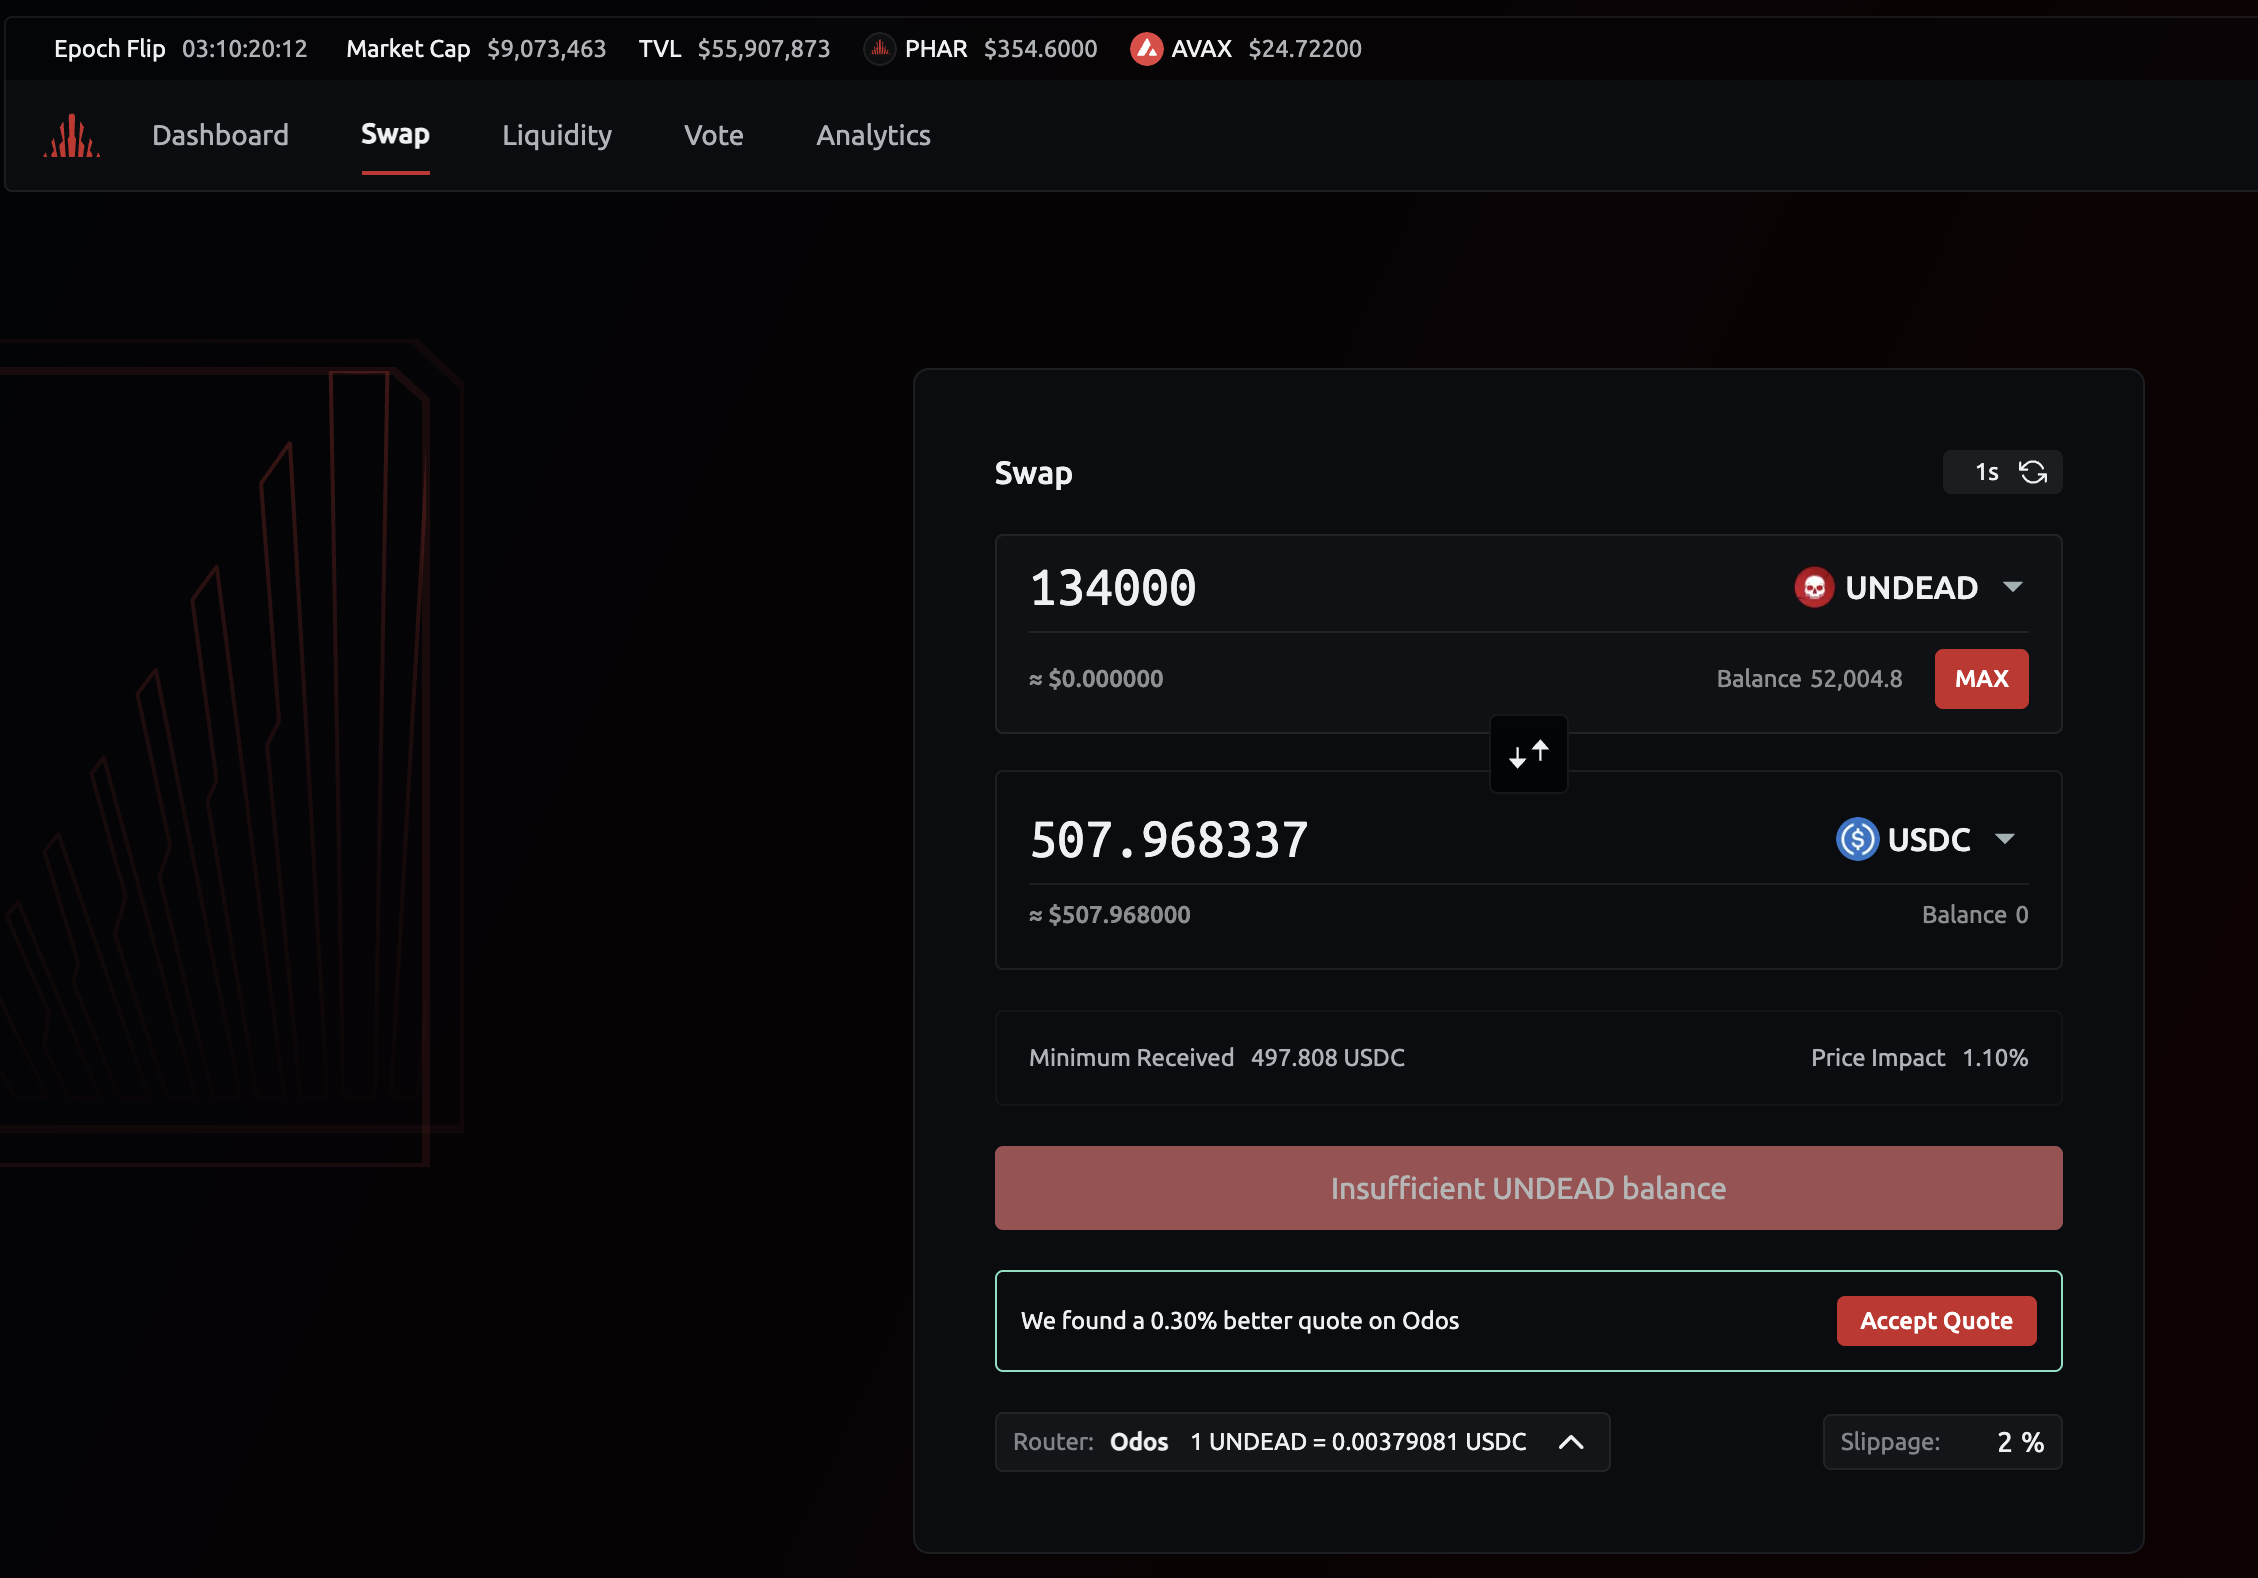 Epoch Flip 03:10:20:12 Market Cap $9,073,463 TVL $55,907,873 PHAR $354.6000 AVAX $24.72200
Dashboard Swap Liquidity Vote Analytics
Swap
1s
134000
UNDEAD
≈ $0.000000
Balance 52,004.8
MAX
507.968337
USDC
≈ $507.968000
Balance 0
Minimum Received 497.808 USDC
Price Impact 1.10%
Insufficient UNDEAD balance
We found a 0.30% better quote on Odos
Accept Quote
Router: Odos 1 UNDEAD = 0.00379081 USDC
Slippage: 2 %